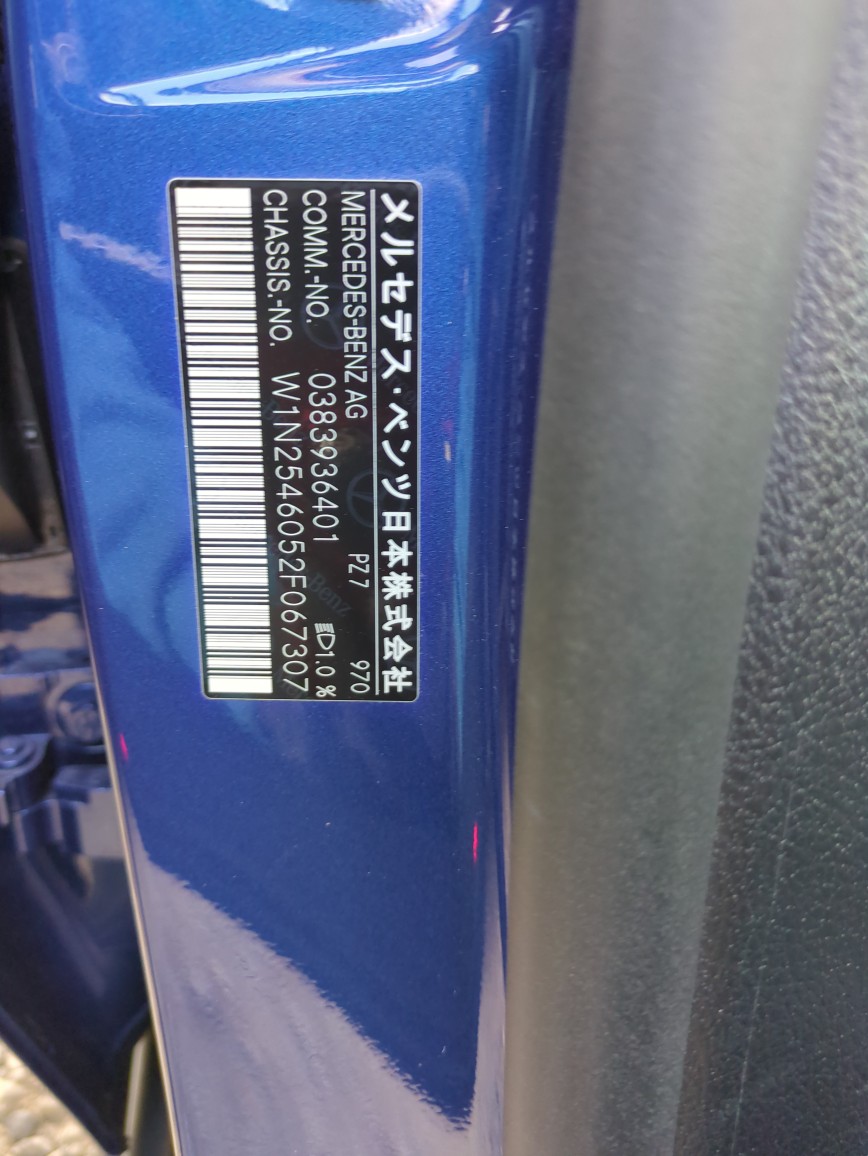 メルセデス・ベンツ日本株式会社
MERCEDES-BENZ AG PZ7 970
COMM.-NO. 0383936401 1.0 %
CHASSIS.-NO. W1N2546052F067307